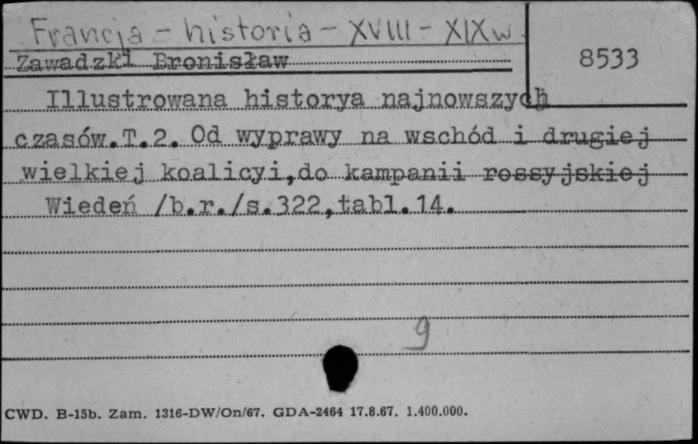 Francja - historia - XVIII - XIX w.
8533
Zawadzki Bronisław
Illustrowana historya najnowszych
czasów.T.2. Od wyprawy na wschód i drugiej
wielkiej koalicyi,do kampanii rossyjskiej
Wiedeń /b.r./s.322,tabl.14.
9
CWD. B-15b. Zam. 1316-DW/On/67. GDA-2464 17.8.67. 1.400.000.